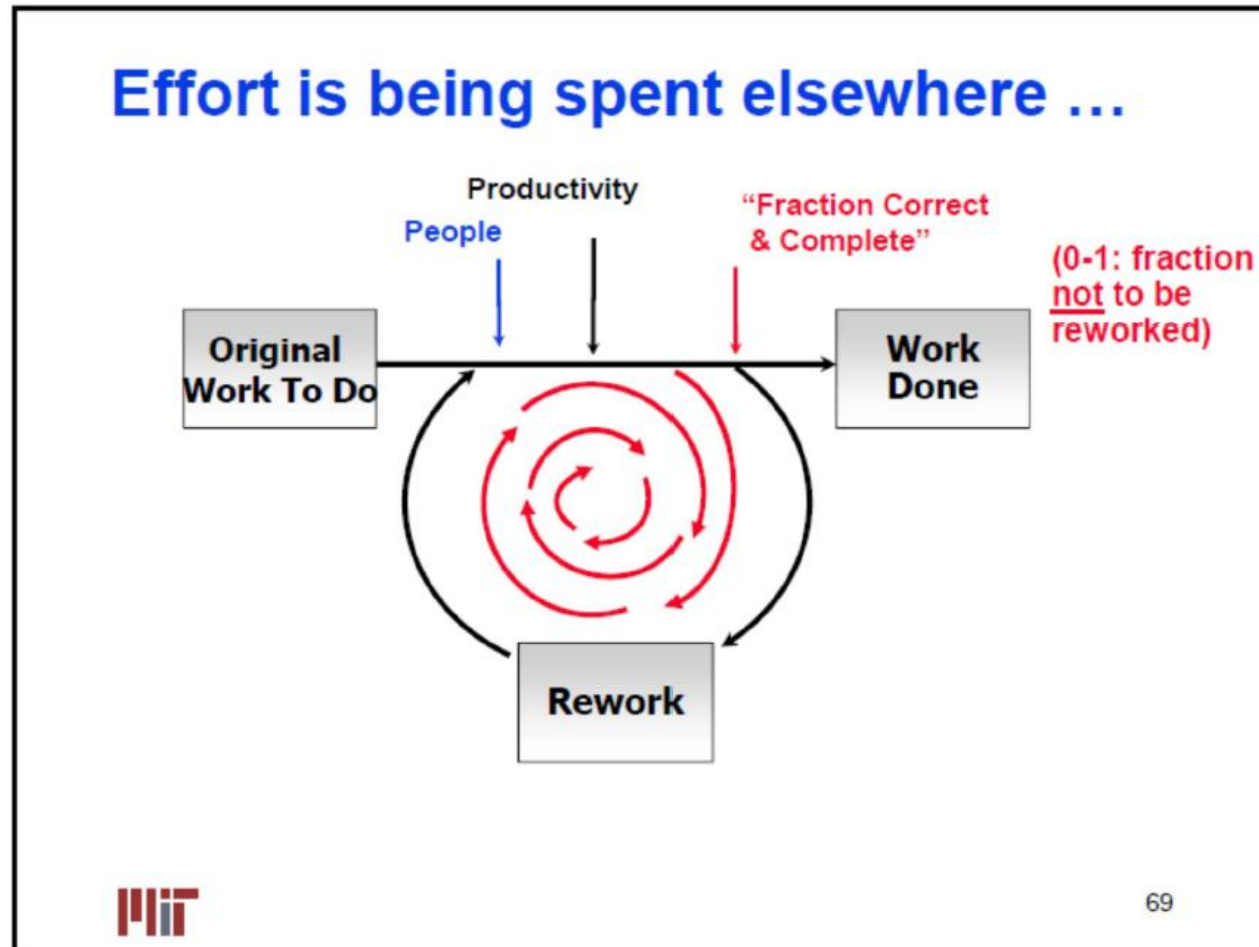 Effort is being spent elsewhere …
Productivity
People
“Fraction Correct
& Complete”
(0-1: fraction
not to be
reworked)
Original
Work To Do
Work
Done
Rework
MIT
69